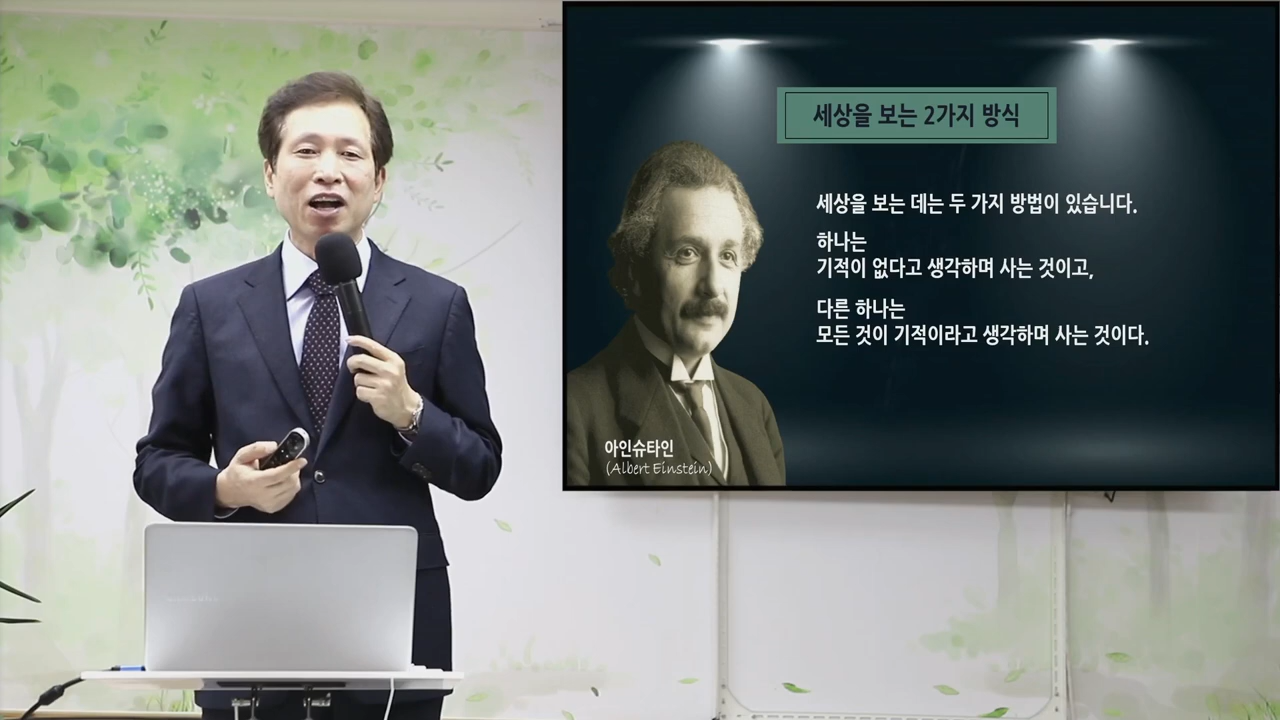 세상을 보는 2가지 방식
세상을 보는 데는 두 가지 방법이 있습니다.
하나는
기적이 없다고 생각하며 사는 것이고,
다른 하나는
모든 것이 기적이라고 생각하며 사는 것이다.
아인슈타인
(Albert Einstein)